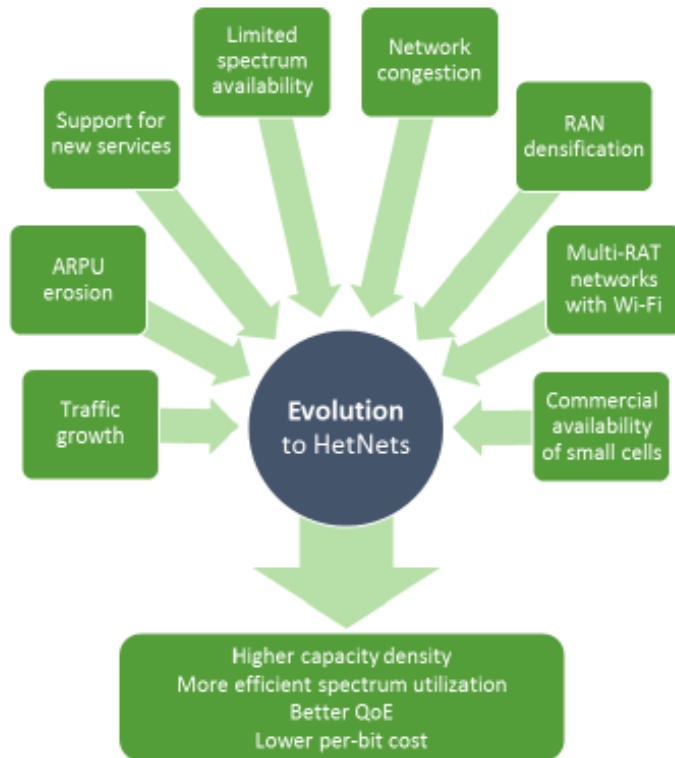 Limited
spectrum
availability
Network
congestion
Support for
new services
RAN
densification
ARPU
erosion
Multi-RAT
networks
with Wi-Fi
Traffic
growth
Evolution
to HetNets
Commercial
availability
of small cells
Higher capacity density
More efficient spectrum utilization
Better QoE
Lower per-bit cost